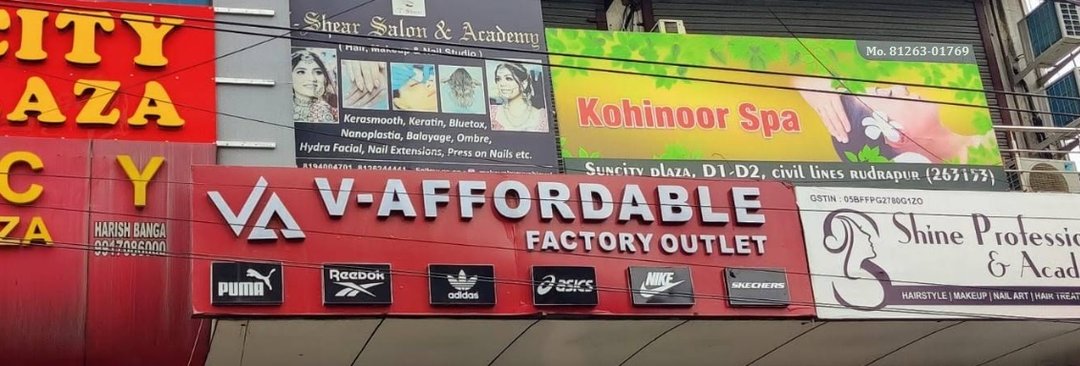 CITY
AZA
C Y
ZA
HARISH BANGA
-Shear Salon & Academy
( Hair, Makeup & Nail Studio )
Kerasmooth, Keratin, Bluetox,
Nanoplastia, Balayage, Ombre,
Hydra Facial, Nail Extensions, Press on Nails etc.
Mo. 81263-01769
Kohinoor Spa
Suncity plaza, D1-D2, civil lines rudrapur (263153)
VA V-AFFORDABLE
FACTORY OUTLET
PUMA Reebok adidas asics NIKE SKECHERS
GSTIN : 05BFFPG2780G1ZO
Shine Professio
& Acad
HAIRSTYLE | MAKEUP | NAIL ART | HAIR TREAT